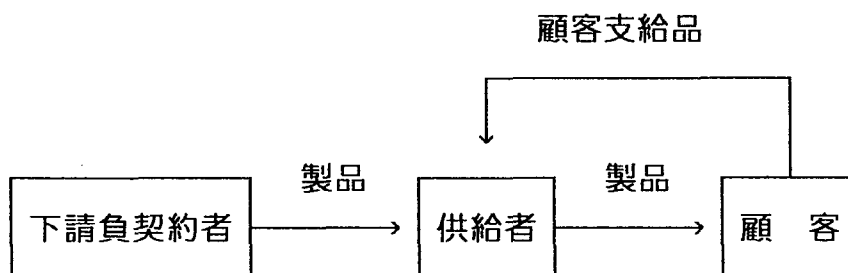 顧客支給品
製品
製品
下請負契約者
供給者
顧 客